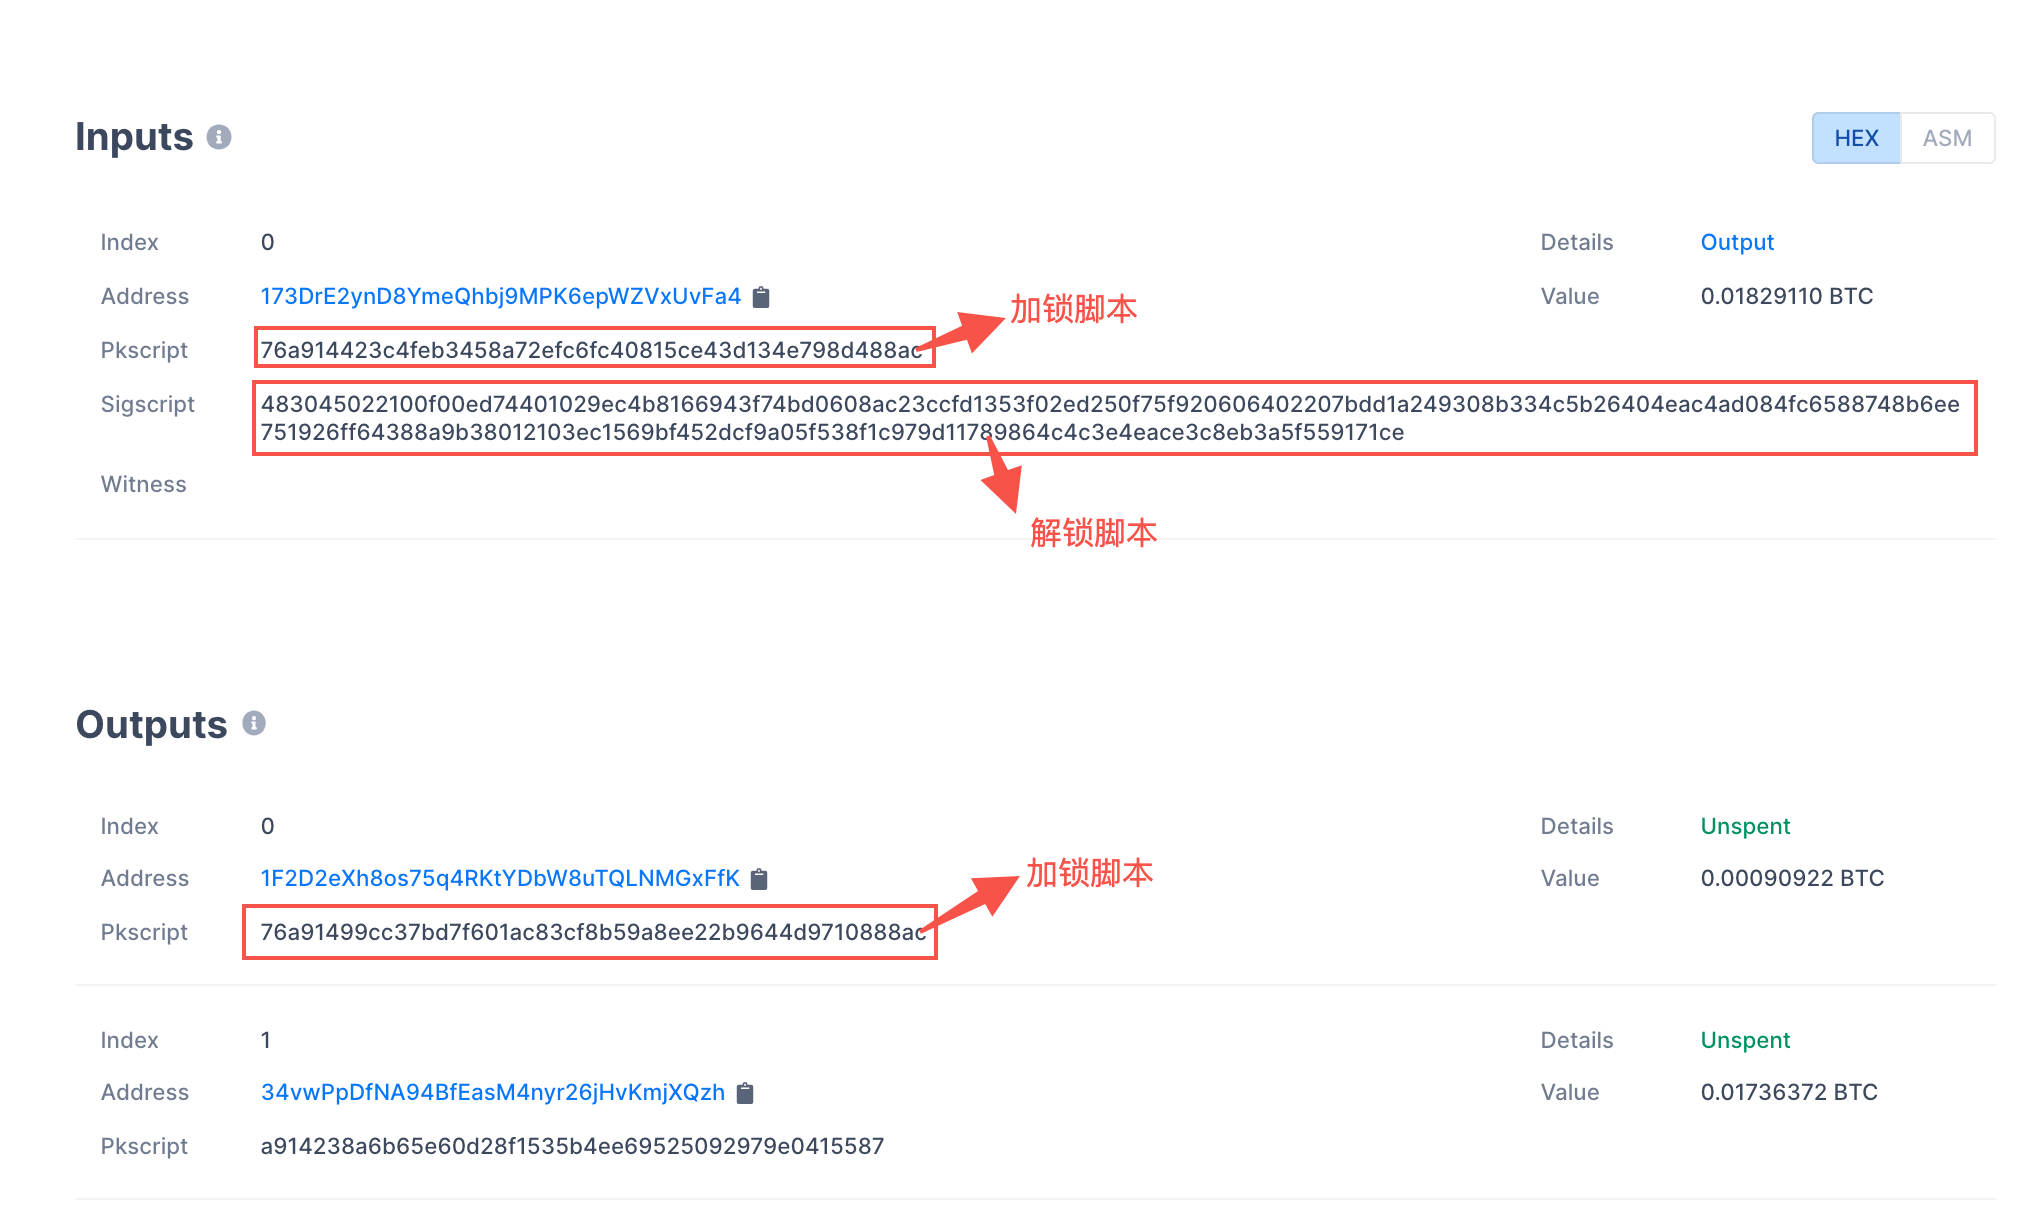 Inputs
HEX ASM
Index 0 Details Output
Address 173DrE2ynD8YmeQhbj9MPK6epWZVxUvFa4 Value 0.01829110 BTC
加锁脚本
Pkscript 76a914423c4feb3458a72efc6fc40815ce43d134e798d488ac
Sigscript 483045022100f00ed74401029ec4b8166943f74bd0608ac23ccfd1353f02ed250f75f920606402207bdd1a249308b334c5b26404eac4ad084fc6588748b6ee
751926ff64388a9b38012103ec1569bf452dcf9a05f538f1c979d11789864c4c3e4eace3c8eb3a5f559171ce
Witness
解锁脚本
Outputs
Index 0 Details Unspent
Address 1F2D2eXh8os75q4RKtYDbW8uTQLNMGxFfK Value 0.00090922 BTC
加锁脚本
Pkscript 76a91499cc37bd7f601ac83cf8b59a8ee22b9644d9710888ac
Index 1 Details Unspent
Address 34vwPpDfNA94BfEasM4nyr26jHvKmjXQzh Value 0.01736372 BTC
Pkscript a914238a6b65e60d28f1535b4ee69525092979e0415587